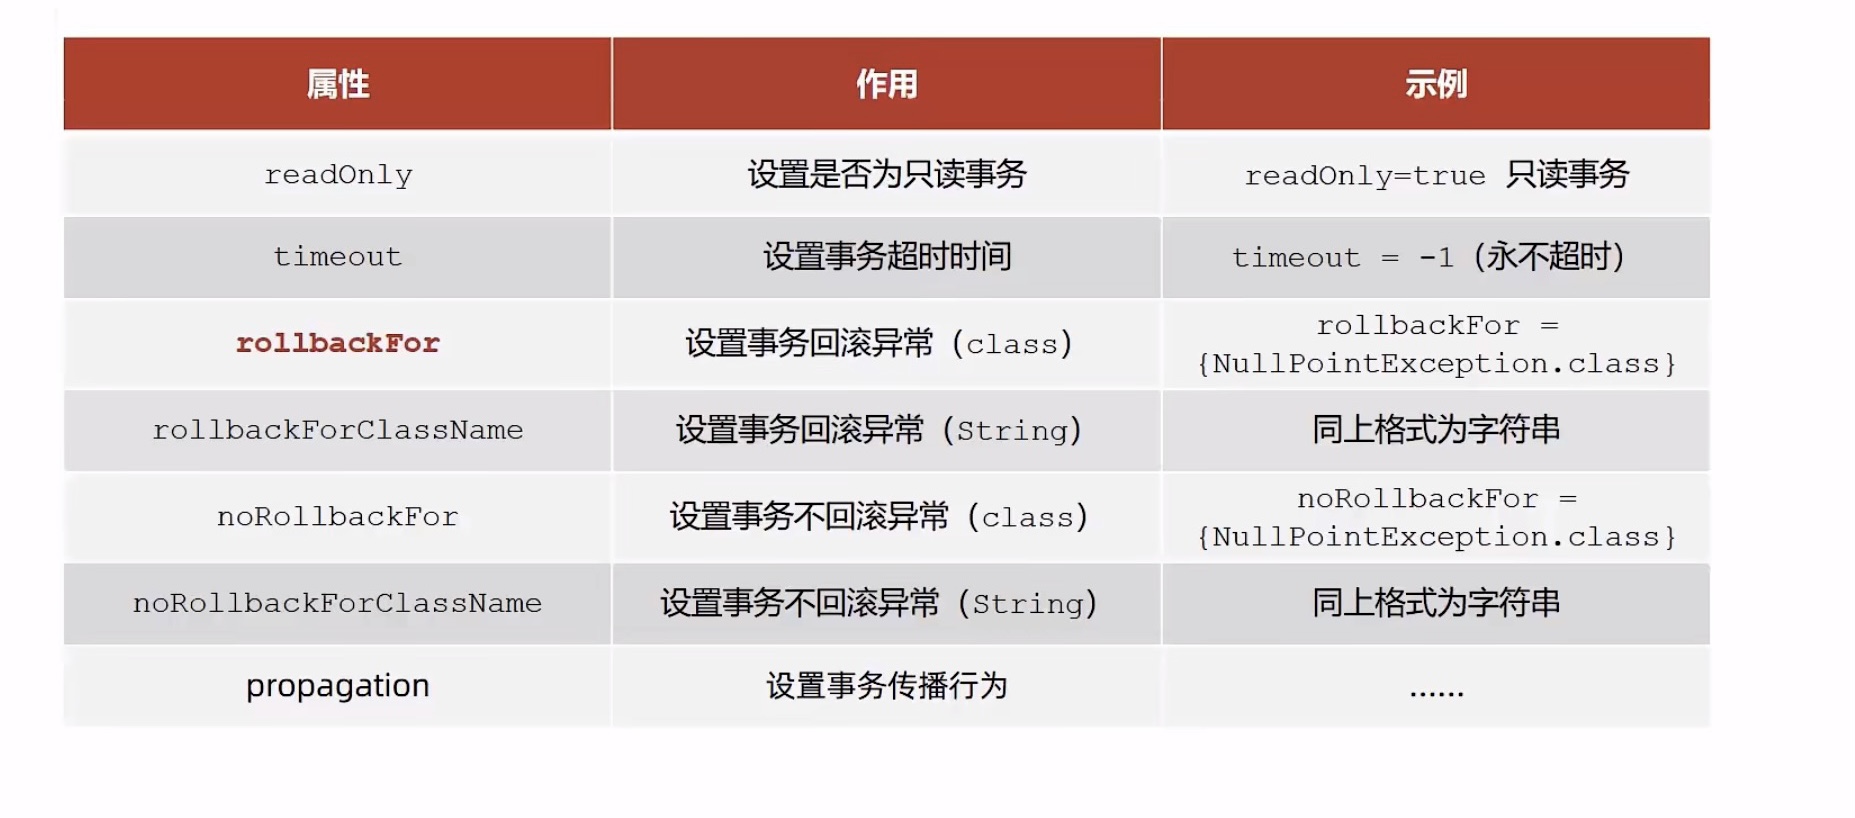 属性 作用 示例
readOnly 设置是否为只读事务 readOnly=true 只读事务
timeout 设置事务超时时间 timeout = -1（永不超时）
rollbackFor 设置事务回滚异常（class） rollbackFor =
{NullPointException.class}
rollbackForClassName 设置事务回滚异常（String） 同上格式为字符串
noRollbackFor 设置事务不回滚异常（class） noRollbackFor =
{NullPointException.class}
noRollbackForClassName 设置事务不回滚异常（String） 同上格式为字符串
propagation 设置事务传播行为 ……